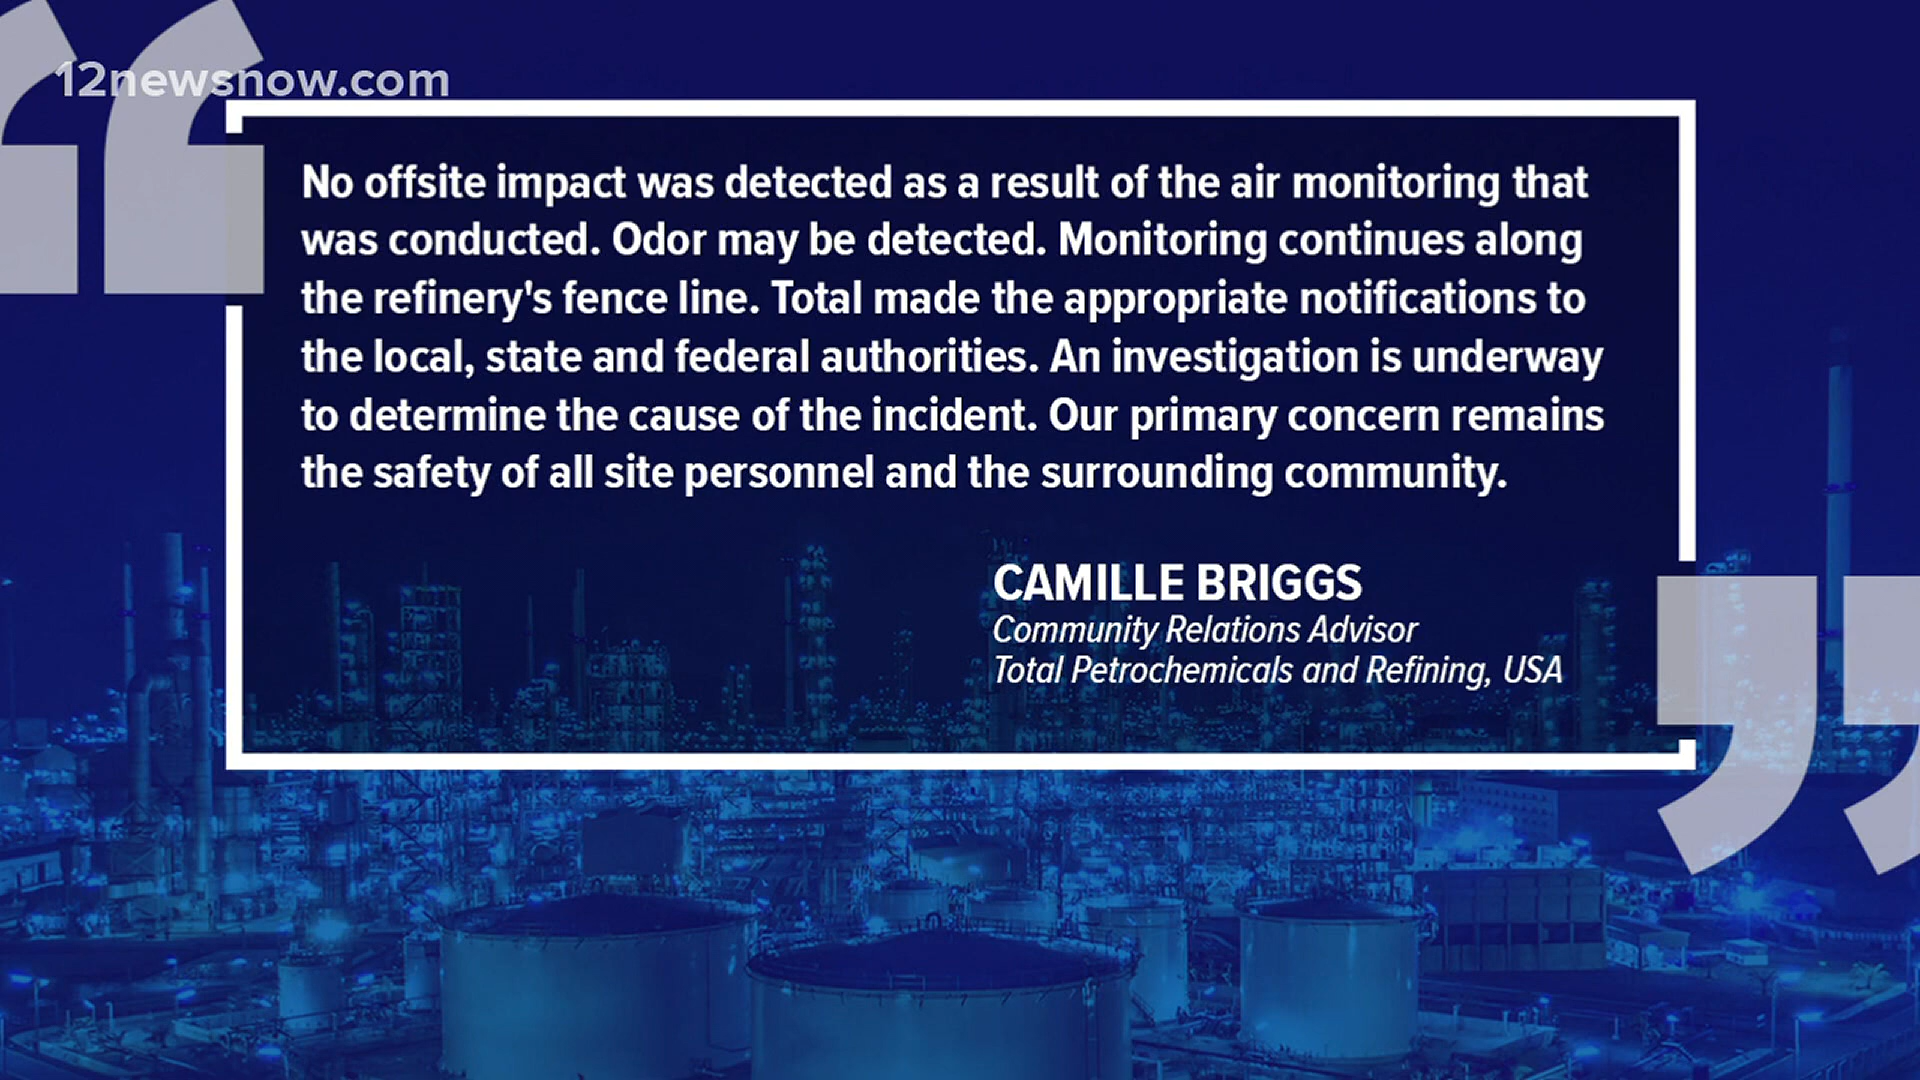 12newsnow.com
No offsite impact was detected as a result of the air monitoring that
was conducted. Odor may be detected. Monitoring continues along
the refinery's fence line. Total made the appropriate notifications to
the local, state and federal authorities. An investigation is underway
to determine the cause of the incident. Our primary concern remains
the safety of all site personnel and the surrounding community.
CAMILLE BRIGGS
Community Relations Advisor
Total Petrochemicals and Refining, USA